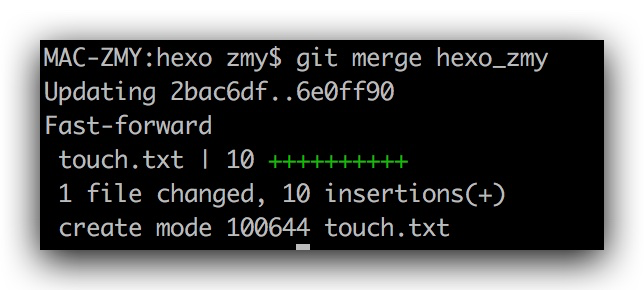 MAC-ZMY:hexo zmy$ git merge hexo_zmy
Updating 2bac6df..6e0ff90
Fast-forward
 touch.txt | 10 ++++++++++
 1 file changed, 10 insertions(+)
 create mode 100644 touch.txt